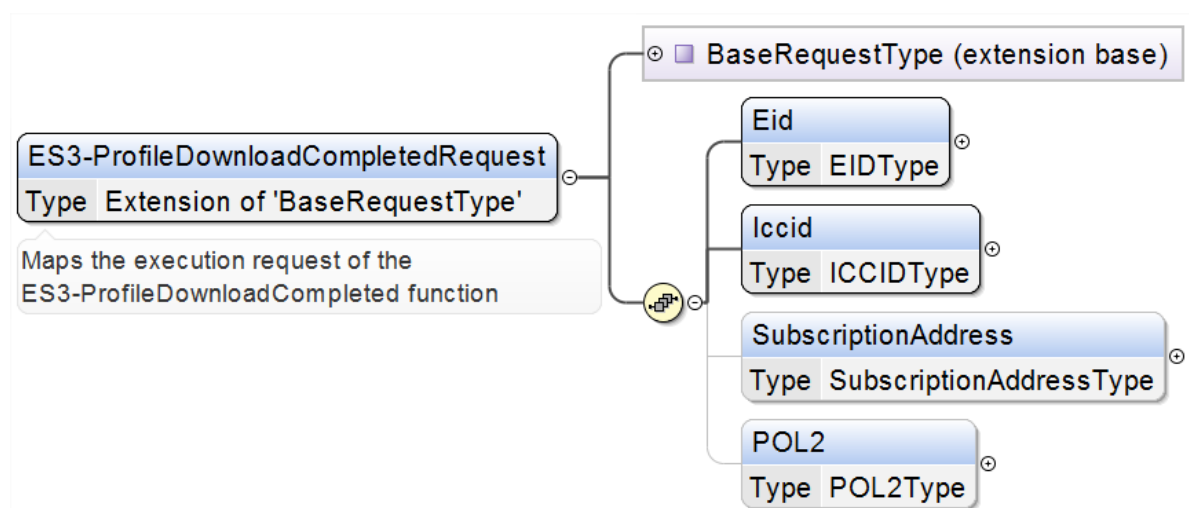 BaseRequestType (extension base)
ES3-ProfileDownloadCompletedRequest
Type Extension of 'BaseRequestType'
Maps the execution request of the
ES3-ProfileDownloadCompleted function
Eid
Type EIDType
Iccid
Type ICCIDType
SubscriptionAddress
Type SubscriptionAddressType
POL2
Type POL2Type